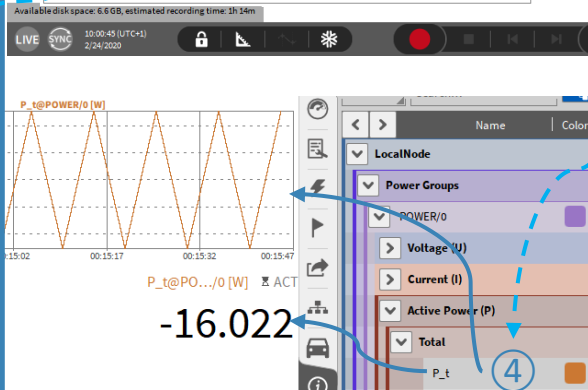 Available disk space: 6.6 GB, estimated recording time: 1h 14m
LIVE
SYNC
10:00:45 (UTC+1)
2/24/2020
P_t@POWER/0 [W]
:15:02
00:15:17
00:15:32
00:15:47
P_t@PO.../0 [W]
ACT
-16.022
Name
Color
LocalNode
Power Groups
POWER/0
Voltage (U)
Current (I)
Active Power (P)
Total
P_t
4